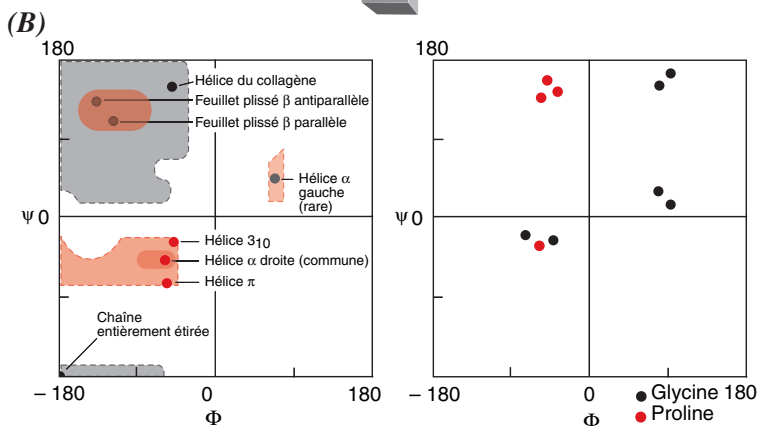 (B)
180
Hélice du collagène
Feuillet plissé β antiparallèle
Feuillet plissé β parallèle
Hélice α
gauche
(rare)
ψ 0
Hélice 3₁₀
Hélice α droite (commune)
Hélice π
Chaîne
entièrement étirée
– 180
0
180
Φ
180
ψ 0
– 180
0
Glycine 180
Proline
Φ